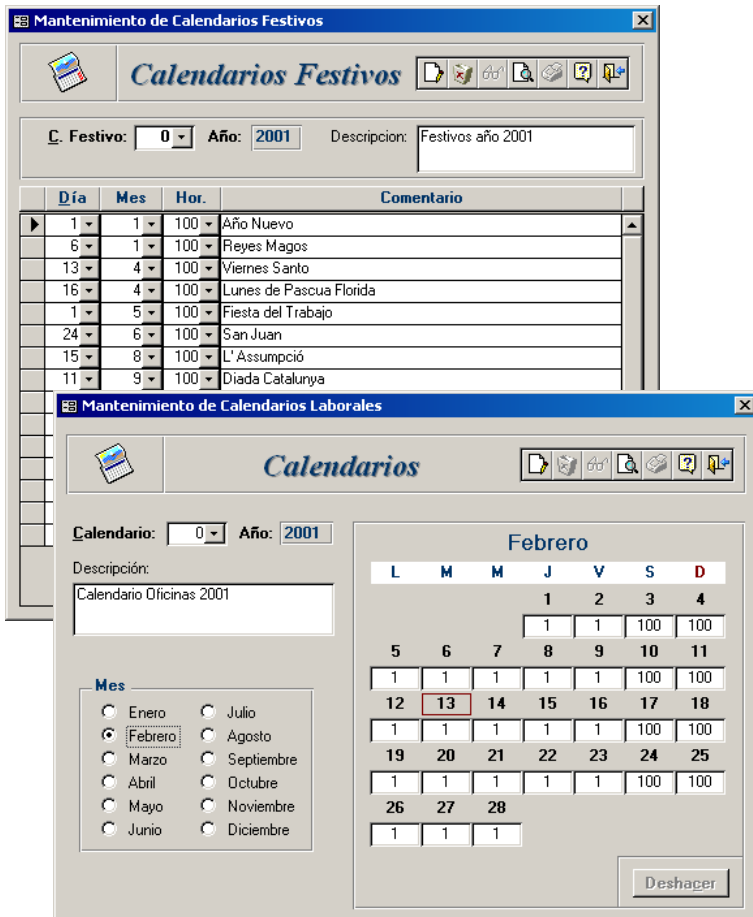 Mantenimiento de Calendarios Festivos
Calendarios Festivos
C. Festivo: 0 Año: 2001 Descripcion: Festivos año 2001
Día Mes Hor. Comentario
1 1 100 Año Nuevo
6 1 100 Reyes Magos
13 4 100 Viernes Santo
16 4 100 Lunes de Pascua Florida
1 5 100 Fiesta del Trabajo
24 6 100 San Juan
15 8 100 L' Assumpció
11 9 100 Diada Catalunya
Mantenimiento de Calendarios Laborales
Calendarios
Calendario: 0 Año: 2001
Descripción:
Calendario Oficinas 2001
Mes
Enero Julio
Febrero Agosto
Marzo Septiembre
Abril Octubre
Mayo Noviembre
Junio Diciembre
Febrero
L M M J V S D
1 2 3 4
1 1 100 100
5 6 7 8 9 10 11
1 1 1 1 1 100 100
12 13 14 15 16 17 18
1 1 1 1 1 100 100
19 20 21 22 23 24 25
1 1 1 1 1 100 100
26 27 28
1 1 1
Deshacer